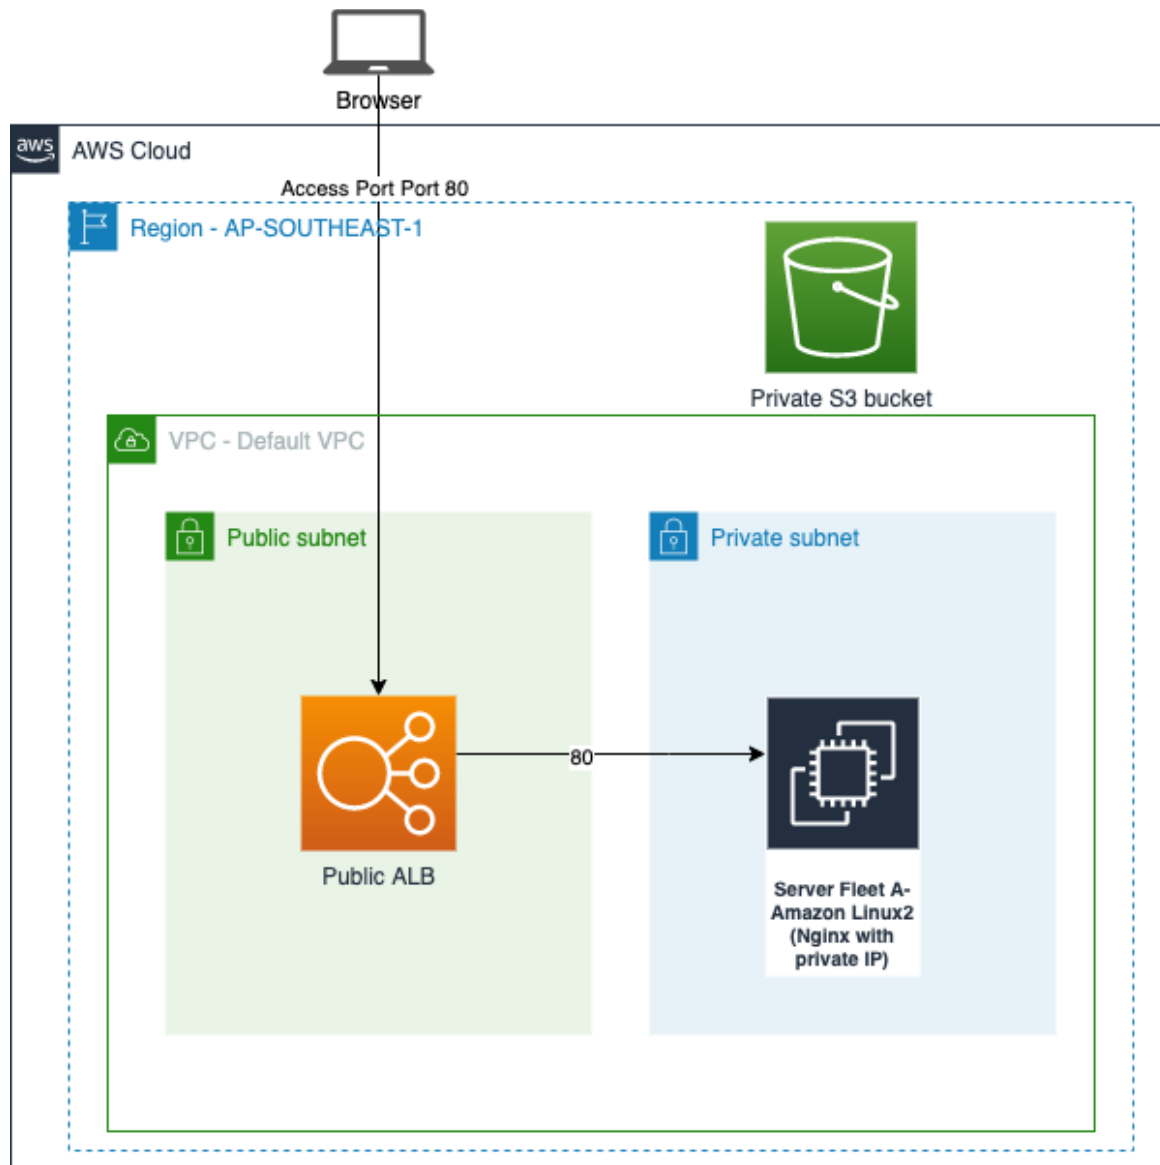 Browser
aws
AWS Cloud
Access Port Port 80
Region - AP-SOUTHEAST-1
Private S3 bucket
VPC - Default VPC
Public subnet
Private subnet
80
Public ALB
Server Fleet A-
Amazon Linux2
(Nginx with
private IP)